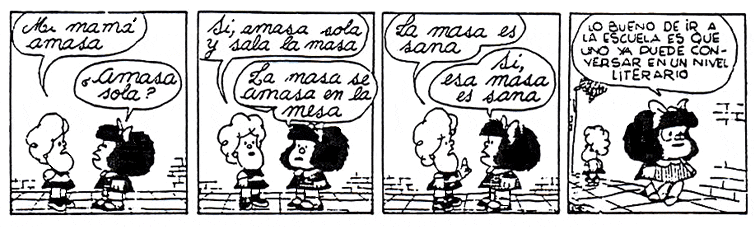 Mi mamá
amasa
¿Amasa
sola?
Sí, amasa sola
y sala la masa
La masa se
amasa en la
mesa
La masa es
sana
Sí,
esa masa
es sana
LO BUENO DE IR A
LA ESCUELA ES QUE
UNO YA PUEDE CON-
VERSAR EN UN NIVEL
LITERARIO